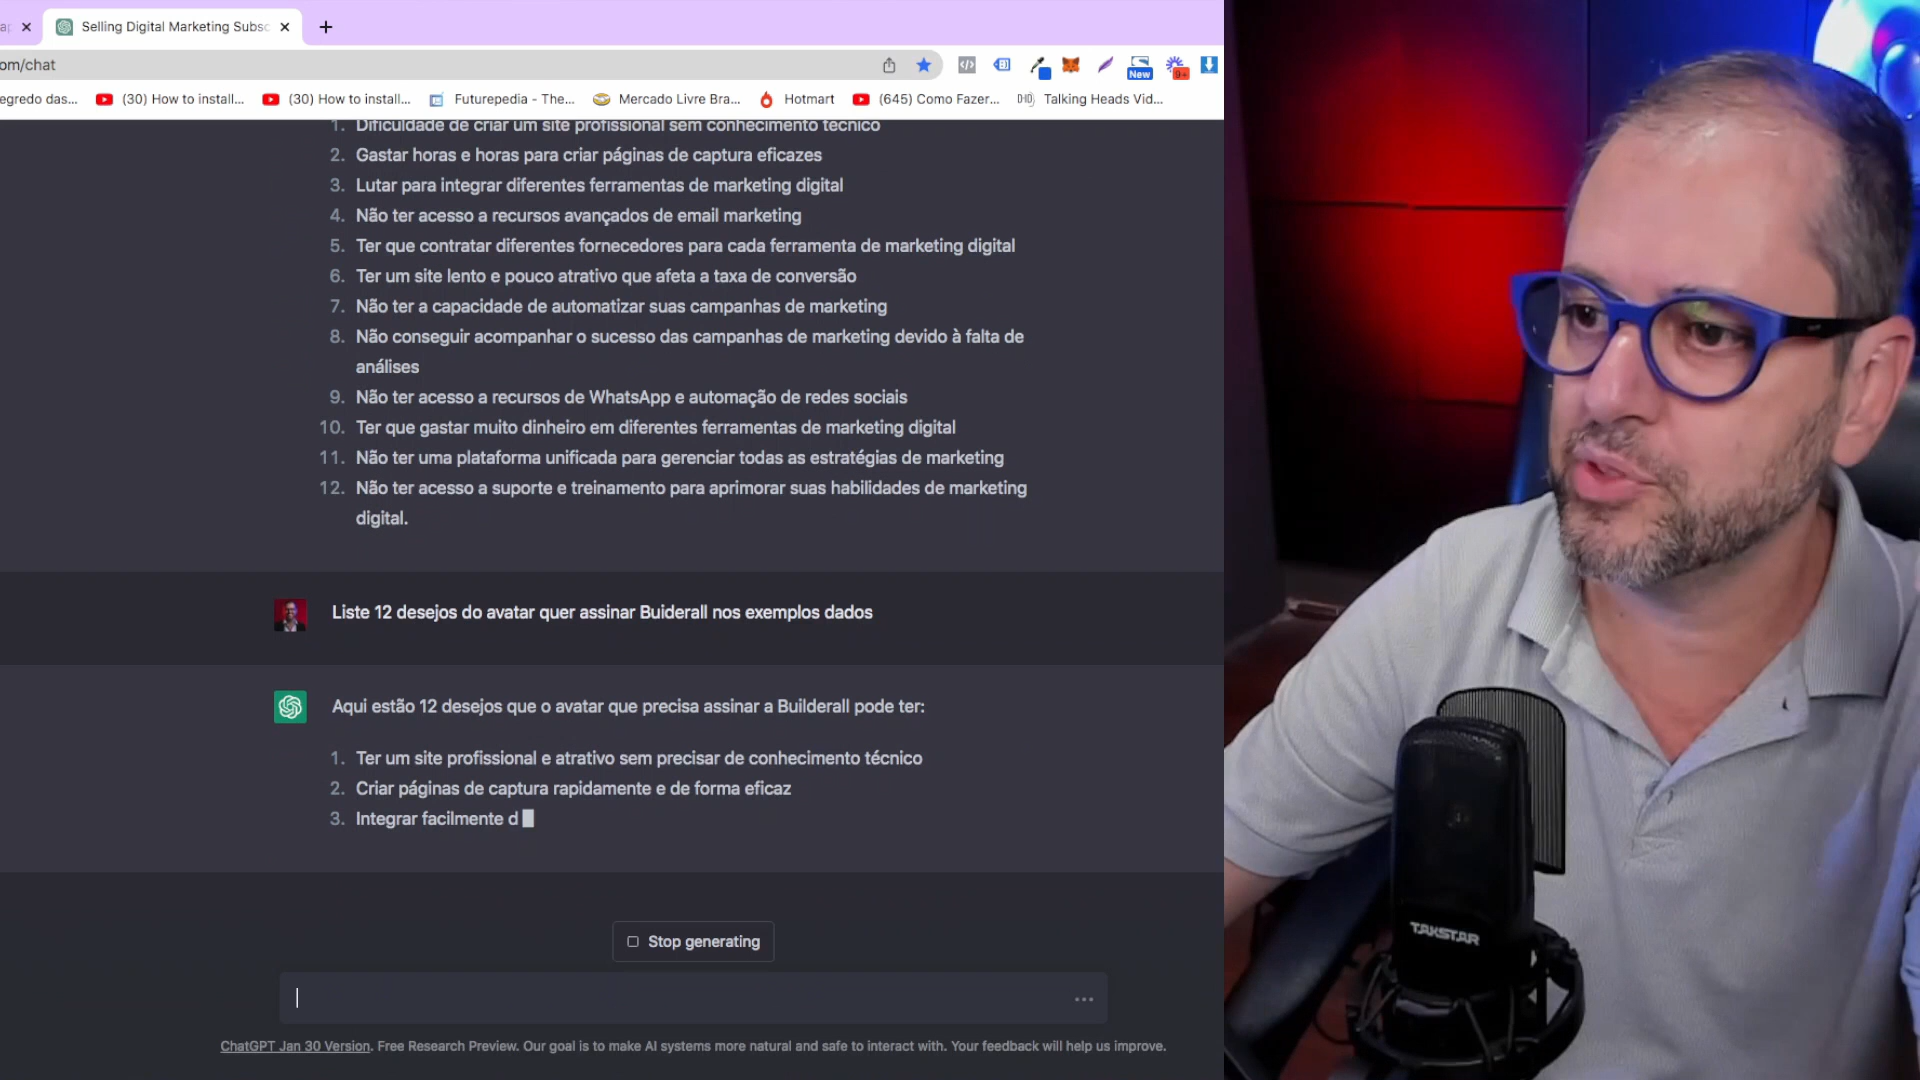 Selling Digital Marketing Subsc
om/chat
New
9+
egredo das...
(30) How to install...
(30) How to install...
Futurepedia - The...
Mercado Livre Bra...
Hotmart
(645) Como Fazer...
Talking Heads Vid...
1. Dificuldade de criar um site profissional sem conhecimento técnico
2. Gastar horas e horas para criar páginas de captura eficazes
3. Lutar para integrar diferentes ferramentas de marketing digital
4. Não ter acesso a recursos avançados de email marketing
5. Ter que contratar diferentes fornecedores para cada ferramenta de marketing digital
6. Ter um site lento e pouco atrativo que afeta a taxa de conversão
7. Não ter a capacidade de automatizar suas campanhas de marketing
8. Não conseguir acompanhar o sucesso das campanhas de marketing devido à falta de
análises
9. Não ter acesso a recursos de WhatsApp e automação de redes sociais
10. Ter que gastar muito dinheiro em diferentes ferramentas de marketing digital
11. Não ter uma plataforma unificada para gerenciar todas as estratégias de marketing
12. Não ter acesso a suporte e treinamento para aprimorar suas habilidades de marketing
digital.
Liste 12 desejos do avatar quer assinar Buiderall nos exemplos dados
Aqui estão 12 desejos que o avatar que precisa assinar a Builderall pode ter:
1. Ter um site profissional e atrativo sem precisar de conhecimento técnico
2. Criar páginas de captura rapidamente e de forma eficaz
3. Integrar facilmente d
Stop generating
ChatGPT Jan 30 Version. Free Research Preview. Our goal is to make AI systems more natural and safe to interact with. Your feedback will help us improve.
TAKSTAR